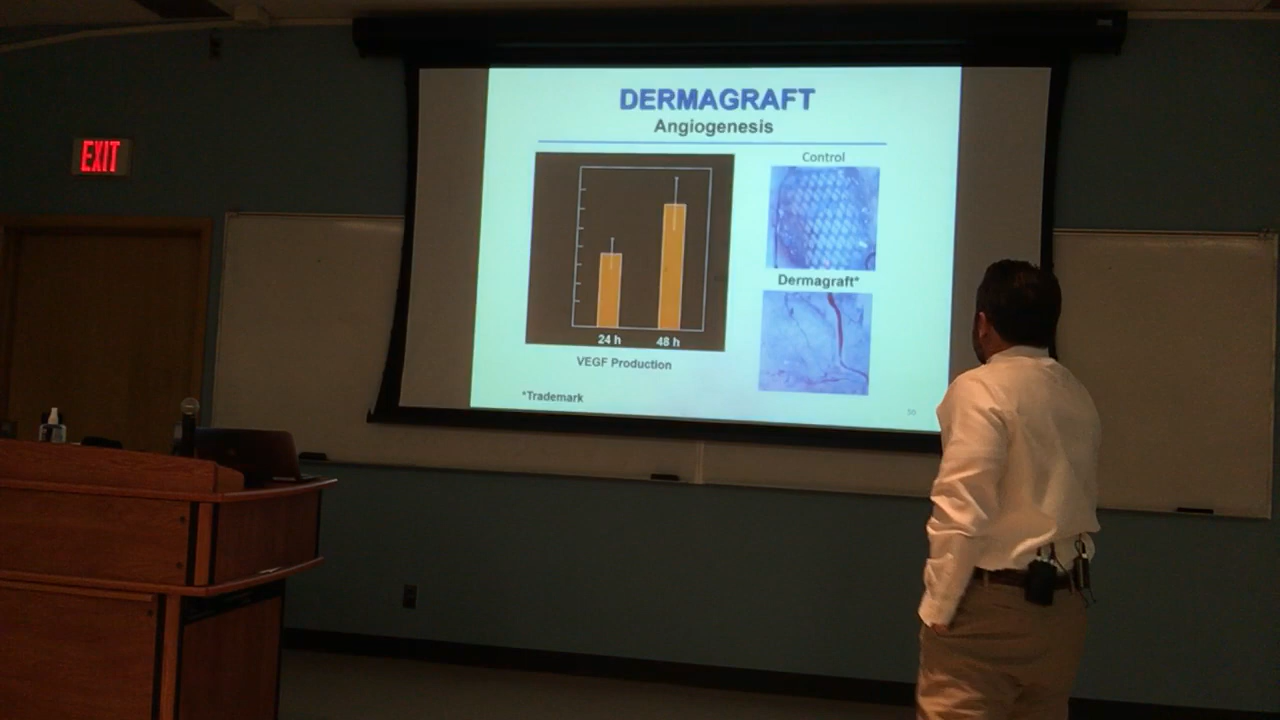 EXIT
DERMAGRAFT
Angiogenesis
Control
Dermagraft*
24 h 48 h
VEGF Production
*Trademark